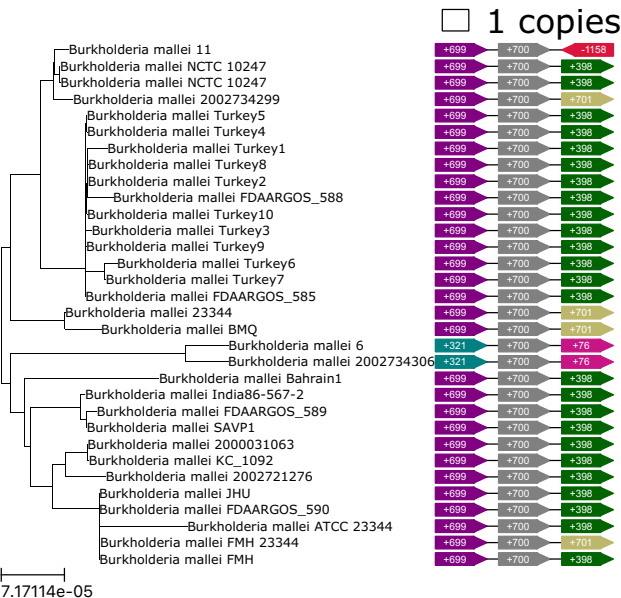 1 copies
Burkholderia mallei 11 +699 +700 -1158
Burkholderia mallei NCTC 10247 +699 +700 +398
Burkholderia mallei NCTC 10247 +699 +700 +398
Burkholderia mallei 2002734299 +699 +700 +701
Burkholderia mallei Turkey5 +699 +700 +398
Burkholderia mallei Turkey4 +699 +700 +398
Burkholderia mallei Turkey1 +699 +700 +398
Burkholderia mallei Turkey8 +699 +700 +398
Burkholderia mallei Turkey2 +699 +700 +398
Burkholderia mallei FDAARGOS_588 +699 +700 +398
Burkholderia mallei Turkey10 +699 +700 +398
Burkholderia mallei Turkey3 +699 +700 +398
Burkholderia mallei Turkey9 +699 +700 +398
Burkholderia mallei Turkey6 +699 +700 +398
Burkholderia mallei Turkey7 +699 +700 +398
Burkholderia mallei FDAARGOS_585 +699 +700 +398
Burkholderia mallei 23344 +699 +700 +701
Burkholderia mallei BMQ +699 +700 +701
Burkholderia mallei 6 +321 +700 +76
Burkholderia mallei 2002734306 +321 +700 +76
Burkholderia mallei Bahrain1 +699 +700 +398
Burkholderia mallei India86-567-2 +699 +700 +398
Burkholderia mallei FDAARGOS_589 +699 +700 +398
Burkholderia mallei SAVP1 +699 +700 +398
Burkholderia mallei 2000031063 +699 +700 +398
Burkholderia mallei KC_1092 +699 +700 +398
Burkholderia mallei 2002721276 +699 +700 +398
Burkholderia mallei JHU +699 +700 +398
Burkholderia mallei FDAARGOS_590 +699 +700 +398
Burkholderia mallei ATCC 23344 +699 +700 +398
Burkholderia mallei FMH 23344 +699 +700 +701
Burkholderia mallei FMH +699 +700 +398
7.17114e-05